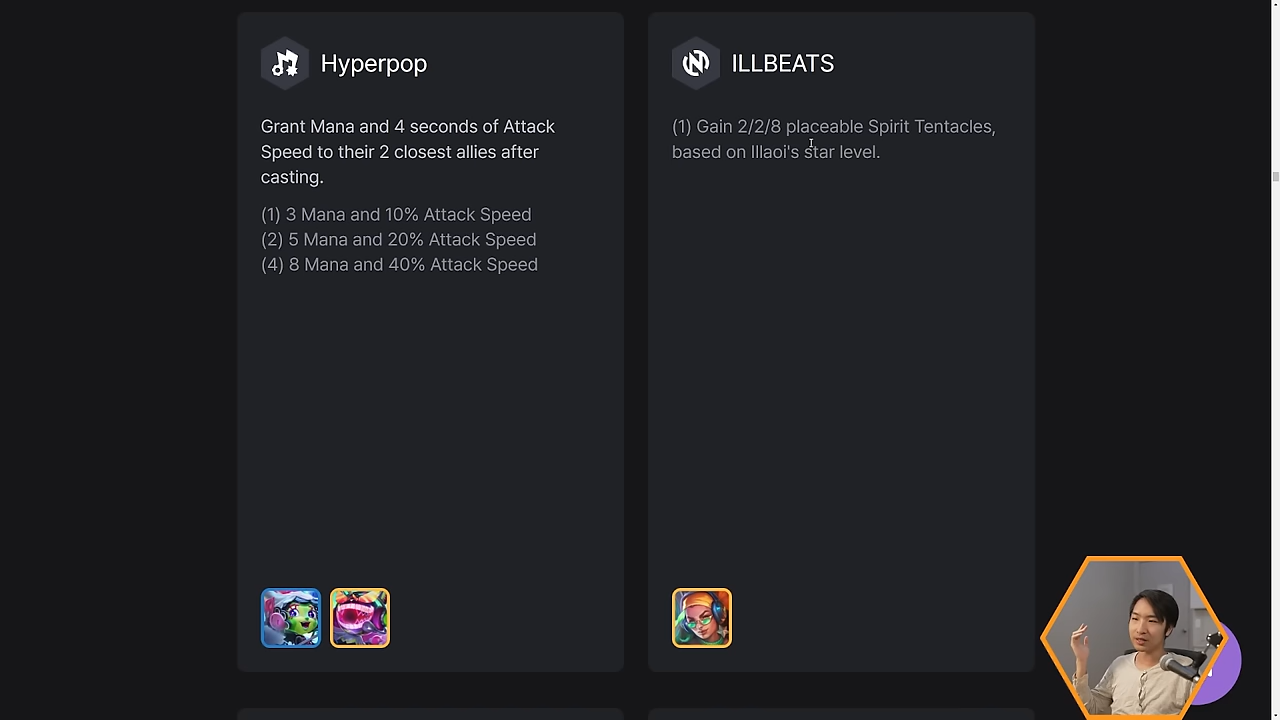 Hyperpop
Grant Mana and 4 seconds of Attack
Speed to their 2 closest allies after
casting.
(1) 3 Mana and 10% Attack Speed
(2) 5 Mana and 20% Attack Speed
(4) 8 Mana and 40% Attack Speed
ILLBEATS
(1) Gain 2/2/8 placeable Spirit Tentacles,
based on Illaoi's star level.